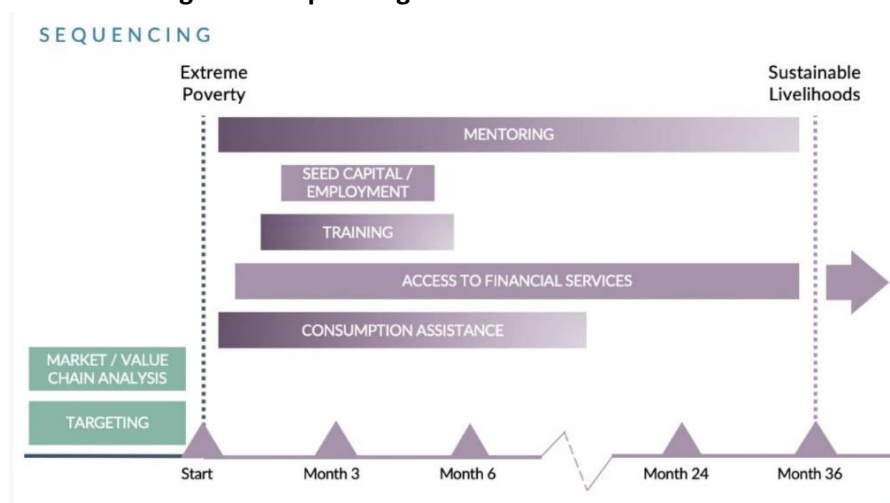 SEQUENCING
Extreme
Poverty
Sustainable
Livelihoods
MENTORING
SEED CAPITAL /
EMPLOYMENT
TRAINING
ACCESS TO FINANCIAL SERVICES
CONSUMPTION ASSISTANCE
MARKET / VALUE
CHAIN ANALYSIS
TARGETING
Start
Month 3
Month 6
Month 24
Month 36